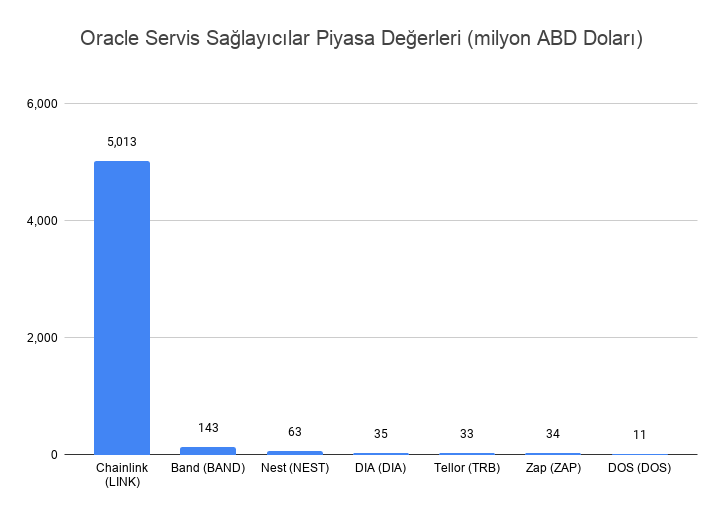 Oracle Servis Sağlayıcılar Piyasa Değerleri (milyon ABD Doları)
6,000
5,013
4,000
2,000
143
63
35
33
34
11
0
Chainlink
(LINK)
Band (BAND)
Nest (NEST)
DIA (DIA)
Tellor (TRB)
Zap (ZAP)
DOS (DOS)